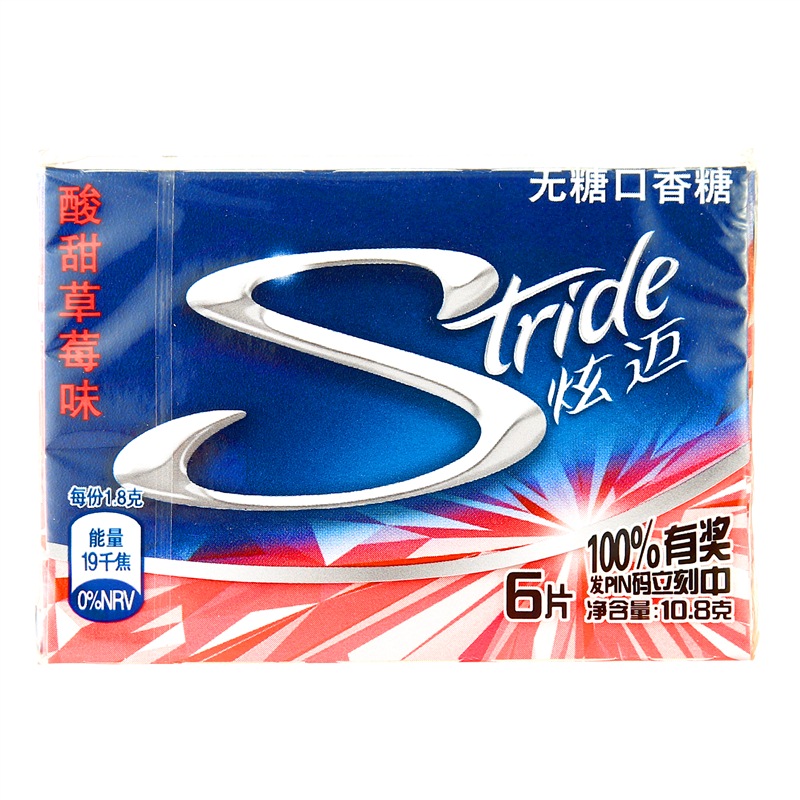 无糖口香糖
酸甜草莓味
Stride
炫迈
每份1.8克
能量
19千焦
0%NRV
100%有奖
发PIN码立刻中
6片
净含量:10.8克